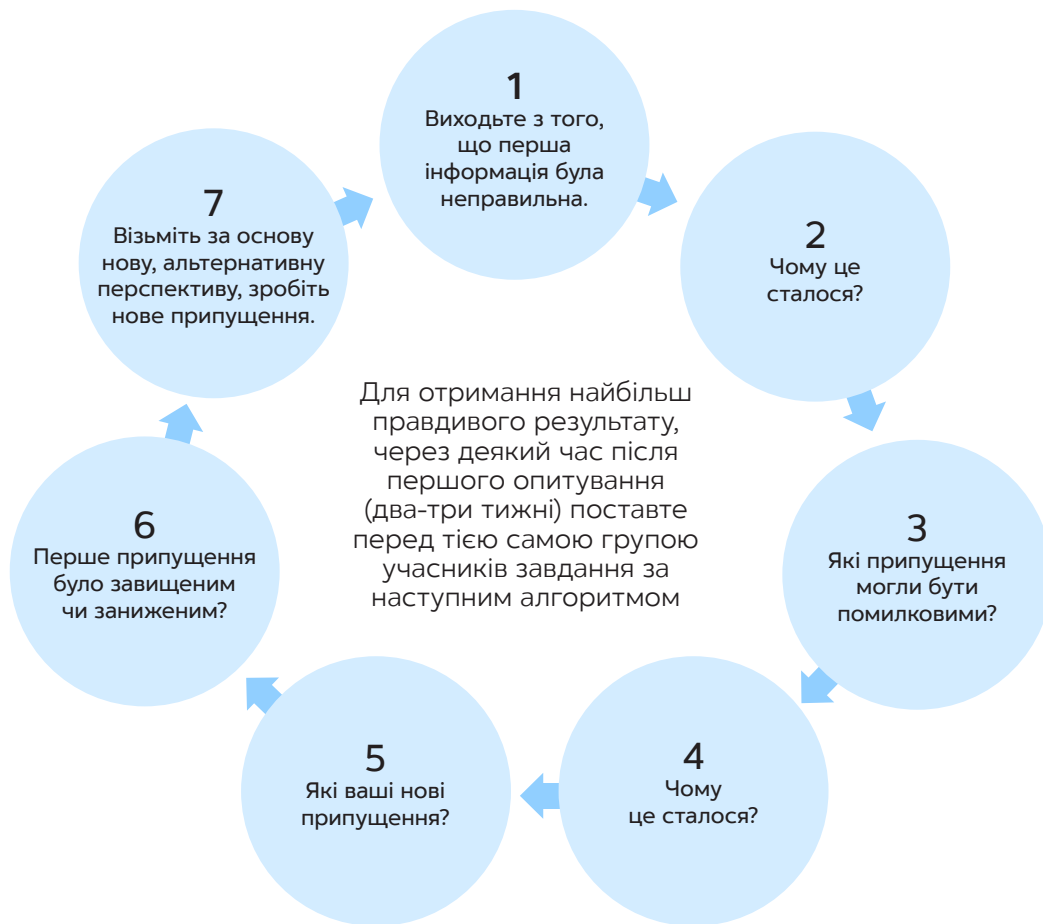 1
Виходьте з того,
що перша
інформація була
неправильна.
2
Чому це
сталося?
3
Які припущення
могли бути
помилковими?
4
Чому
це сталося?
5
Які ваші нові
припущення?
6
Перше припущення
було завищеним
чи заниженим?
7
Візьміть за основу
нову, альтернативну
перспективу, зробіть
нове припущення.
Для отримання найбільш
правдивого результату,
через деякий час після
першого опитування
(два-три тижні) поставте
перед тією самою групою
учасників завдання за
наступним алгоритмом